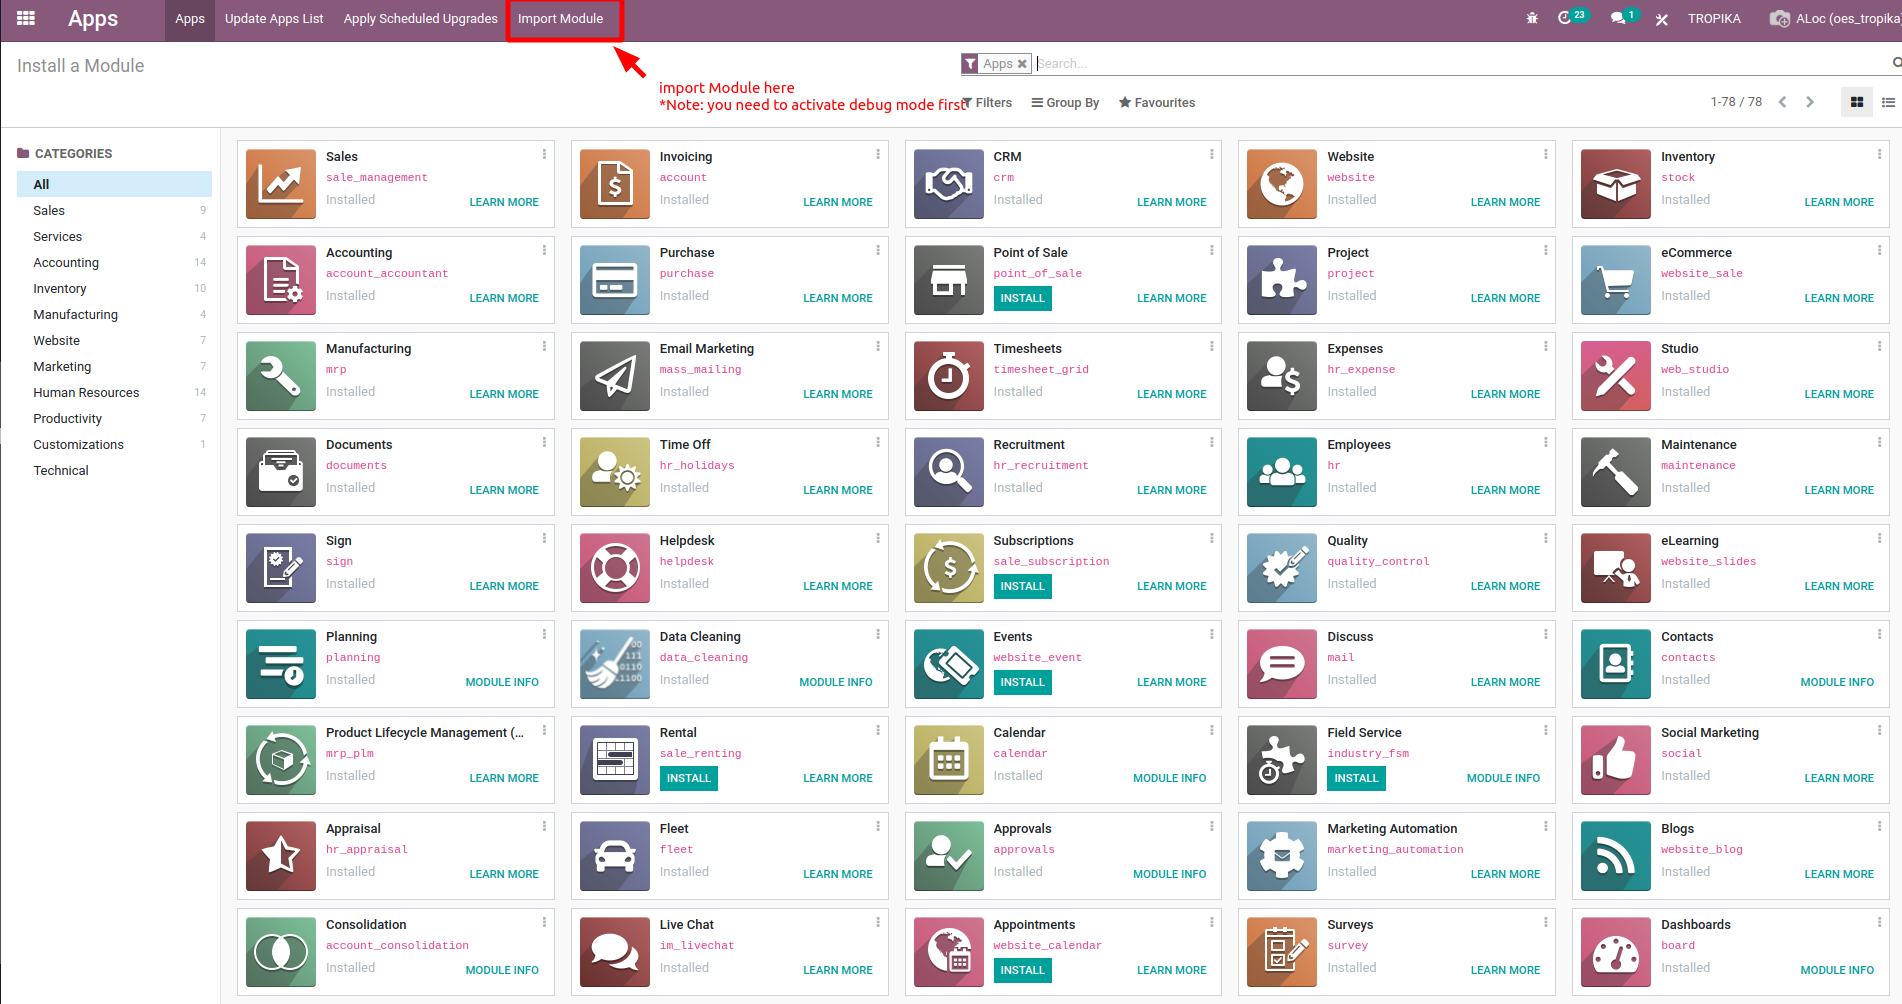 Apps
Apps
Update Apps List
Apply Scheduled Upgrades
Import Module
23
1
TROPIKA
ALoc (oes_tropika
Install a Module
Apps
Search...
import Module here
*Note: you need to activate debug mode first
Filters
Group By
Favourites
1-78 / 78
CATEGORIES
All
Sales 9
Services 4
Accounting 14
Inventory 10
Manufacturing 4
Website 7
Marketing 7
Human Resources 14
Productivity 7
Customizations 1
Technical
Sales
sale_management
Installed
LEARN MORE
Invoicing
account
Installed
LEARN MORE
CRM
crm
Installed
LEARN MORE
Website
website
Installed
LEARN MORE
Inventory
stock
Installed
LEARN MORE
Accounting
account_accountant
Installed
LEARN MORE
Purchase
purchase
Installed
LEARN MORE
Point of Sale
point_of_sale
INSTALL
LEARN MORE
Project
project
Installed
LEARN MORE
eCommerce
website_sale
Installed
LEARN MORE
Manufacturing
mrp
Installed
LEARN MORE
Email Marketing
mass_mailing
Installed
LEARN MORE
Timesheets
timesheet_grid
Installed
LEARN MORE
Expenses
hr_expense
Installed
LEARN MORE
Studio
web_studio
Installed
LEARN MORE
Documents
documents
Installed
LEARN MORE
Time Off
hr_holidays
Installed
LEARN MORE
Recruitment
hr_recruitment
Installed
LEARN MORE
Employees
hr
Installed
LEARN MORE
Maintenance
maintenance
Installed
LEARN MORE
Sign
sign
Installed
LEARN MORE
Helpdesk
helpdesk
Installed
LEARN MORE
Subscriptions
sale_subscription
INSTALL
LEARN MORE
Quality
quality_control
Installed
LEARN MORE
eLearning
website_slides
Installed
LEARN MORE
Planning
planning
Installed
MODULE INFO
Data Cleaning
data_cleaning
Installed
MODULE INFO
Events
website_event
INSTALL
LEARN MORE
Discuss
mail
Installed
LEARN MORE
Contacts
contacts
Installed
MODULE INFO
Product Lifecycle Management (...
mrp_plm
Installed
LEARN MORE
Rental
sale_renting
INSTALL
LEARN MORE
Calendar
calendar
Installed
MODULE INFO
Field Service
industry_fsm
INSTALL
MODULE INFO
Social Marketing
social
Installed
LEARN MORE
Appraisal
hr_appraisal
Installed
LEARN MORE
Fleet
fleet
Installed
LEARN MORE
Approvals
approvals
Installed
MODULE INFO
Marketing Automation
marketing_automation
Installed
LEARN MORE
Blogs
website_blog
Installed
LEARN MORE
Consolidation
account_consolidation
Installed
MODULE INFO
Live Chat
im_livechat
Installed
LEARN MORE
Appointments
website_calendar
INSTALL
LEARN MORE
Surveys
survey
Installed
LEARN MORE
Dashboards
board
Installed
MODULE INFO